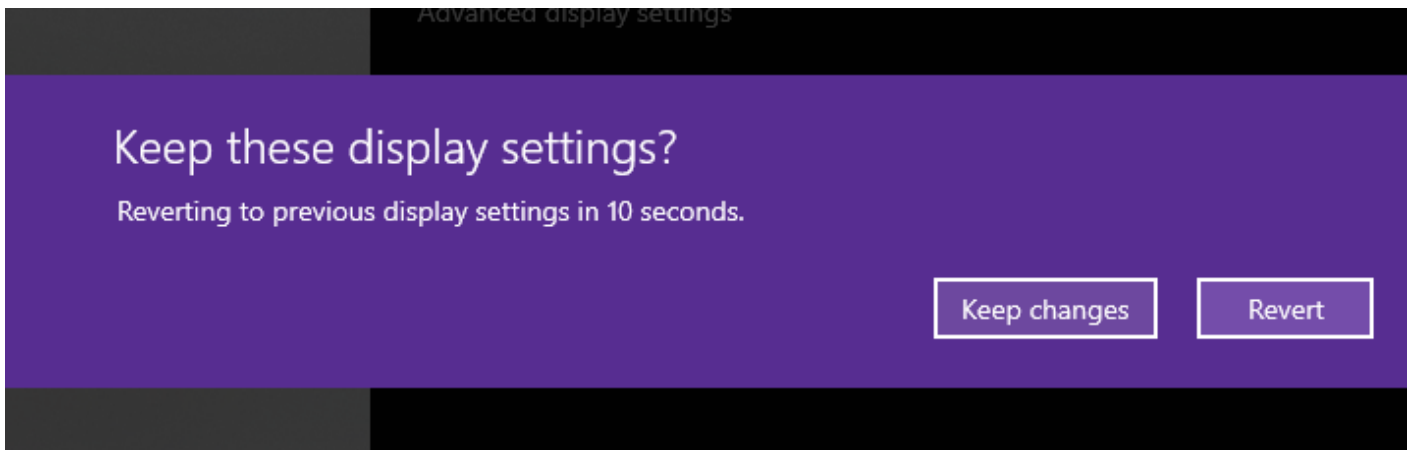 Advanced display settings
Keep these display settings?
Reverting to previous display settings in 10 seconds.
Keep changes
Revert